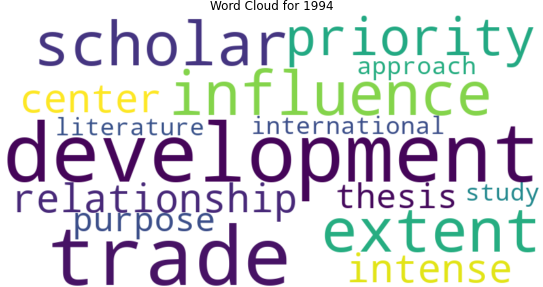 Word Cloud for 1994
scholar priority
approach
center influence
literature international
development
relationship thesis study
purpose extent
trade intense